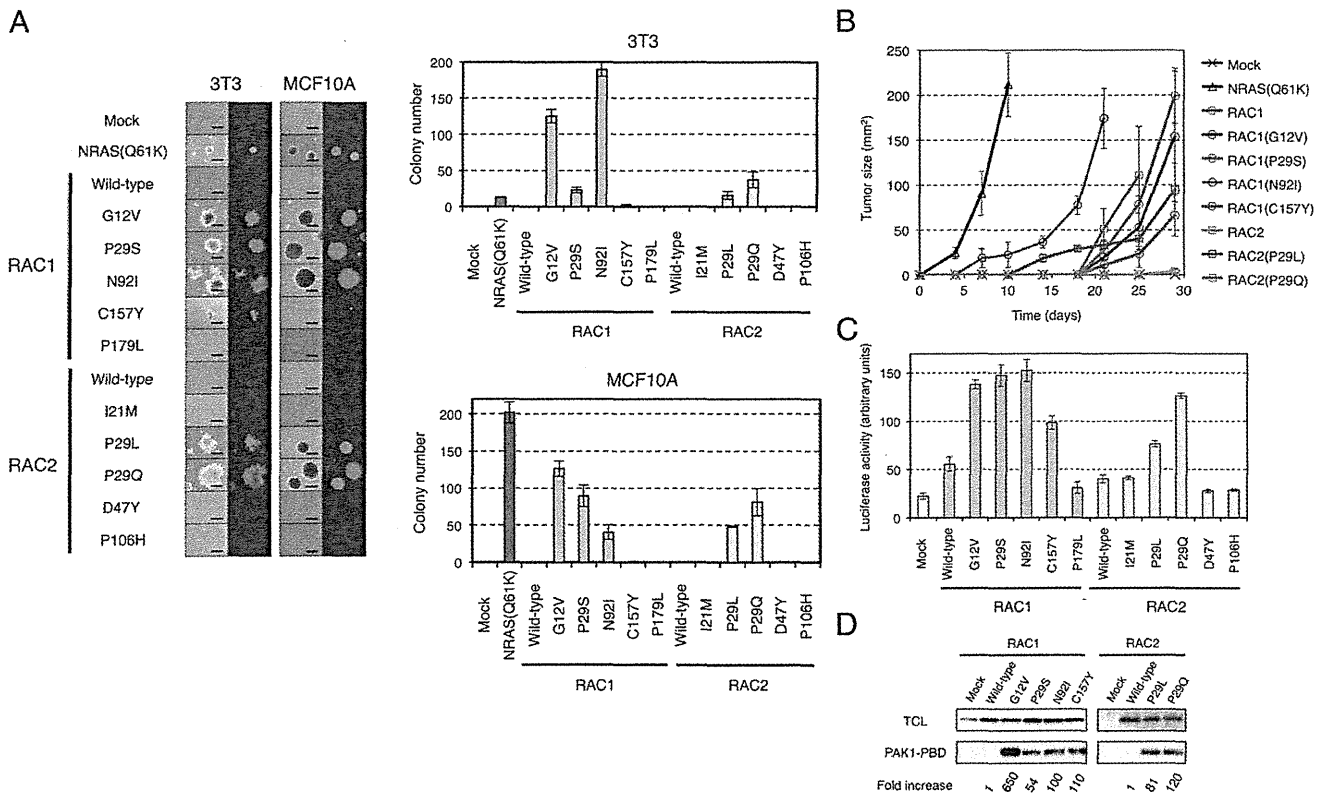 A
3T3 MCF10A
Mock
NRAS(Q61K)
RAC1
Wild-type
G12V
P29S
N92I
C157Y
P179L
RAC2
Wild-type
I21M
P29L
P29Q
D47Y
P106H
3T3
Colony number
200
150
100
50
0
Mock
NRAS(Q61K)
Wild-type
G12V
P29S
N92I
C157Y
P179L
Wild-type
I21M
P29L
P29Q
D47Y
P106H
RAC1 RAC2
MCF10A
Colony number
200
150
100
50
0
Mock
NRAS(Q61K)
Wild-type
G12V
P29S
N92I
C157Y
P179L
Wild-type
I21M
P29L
P29Q
D47Y
P106H
RAC1 RAC2
B
Tumor size (mm²)
250
200
150
100
50
0
0 5 10 15 20 25 30
Time (days)
Mock
NRAS(Q61K)
RAC1
RAC1(G12V)
RAC1(P29S)
RAC1(N92I)
RAC1(C157Y)
RAC2
RAC2(P29L)
RAC2(P29Q)
C
Luciferase activity (arbitrary units)
150
100
50
0
Mock
Wild-type
G12V
P29S
N92I
C157Y
P179L
Wild-type
I21M
P29L
P29Q
D47Y
P106H
RAC1 RAC2
D
RAC1 RAC2
Mock Wild-type G12V P29S N92I C157Y Mock Wild-type P29L P29Q
TCL
PAK1-PBD
Fold increase 1 650 54 100 110 1 81 120